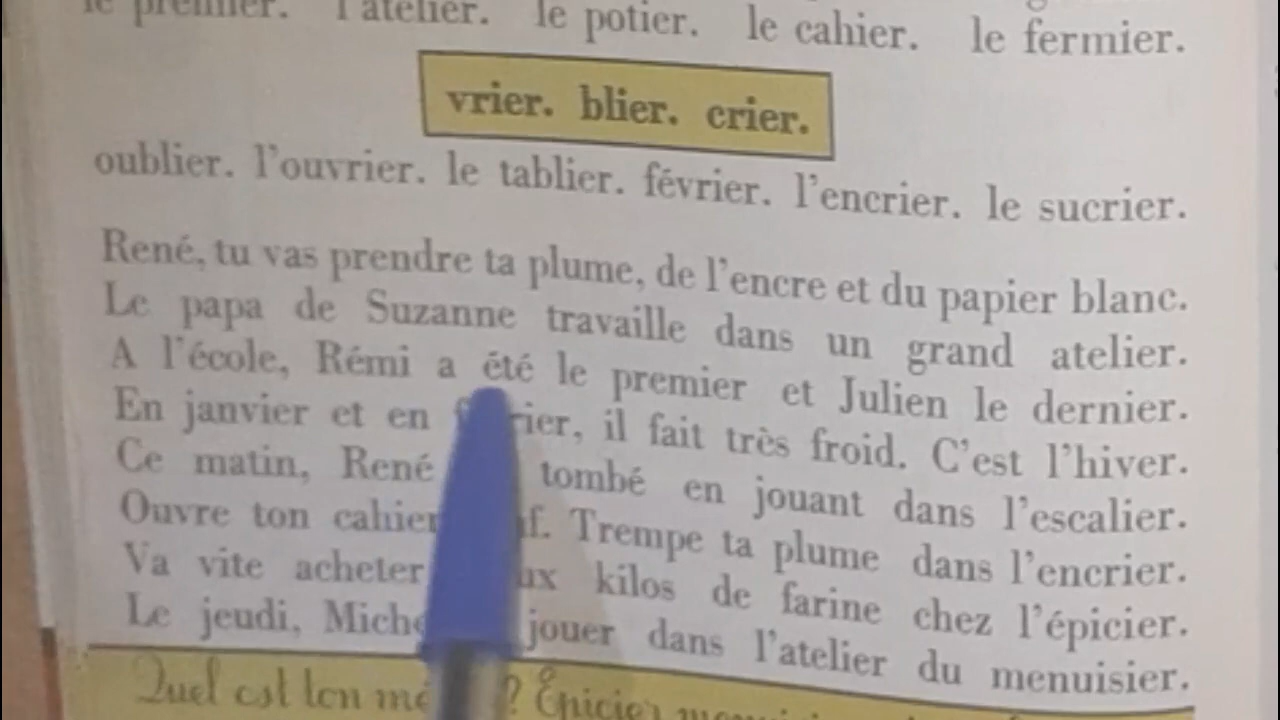 le premier. l'atelier. le potier. le cahier. le fermier.
vrier. blier. crier.
oublier. l'ouvrier. le tablier. février. l'encrier. le sucrier.
René, tu vas prendre ta plume, de l'encre et du papier blanc.
Le papa de Suzanne travaille dans un grand atelier.
A l'école, Rémi a été le premier et Julien le dernier.
En janvier et en il fait très froid. C'est l'hiver.
Ce matin, René tombé en jouant dans l'escalier.
Ouvre ton cahier Trempe ta plume dans l'encrier.
Va vite acheter kilos de farine chez l'épicier.
Le jeudi, jouer dans l'atelier du menuisier.
Quel est ton ? Épicier